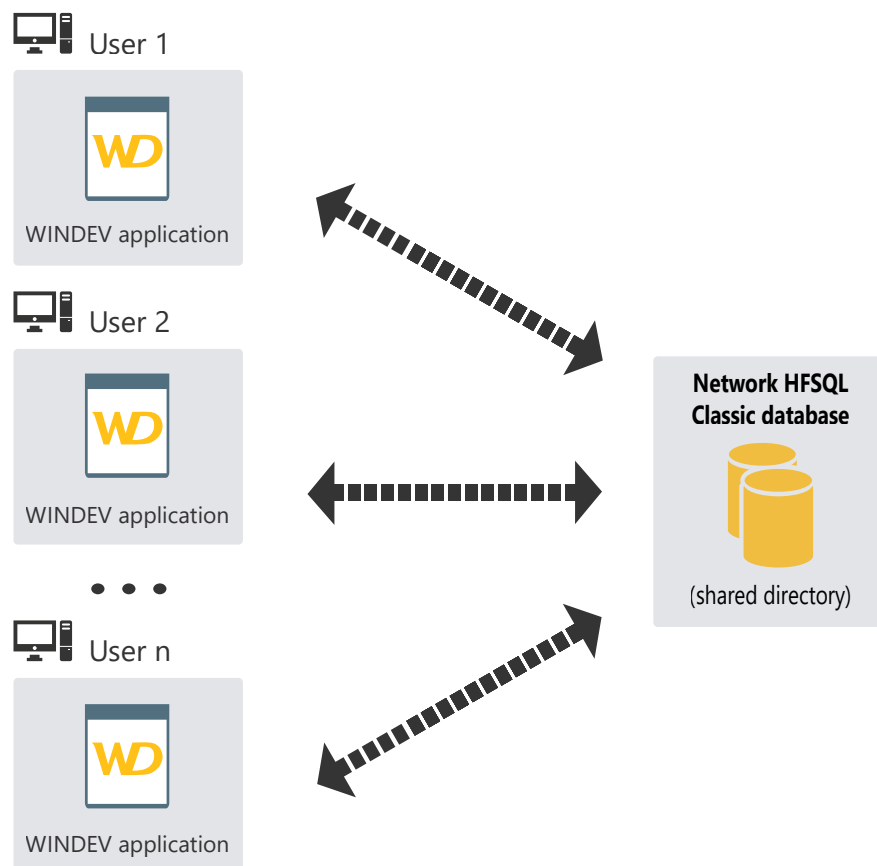 User 1
WD
WINDEV application
User 2
WD
WINDEV application
• • •
User n
WD
WINDEV application
Network HFSQL
Classic database
(shared directory)